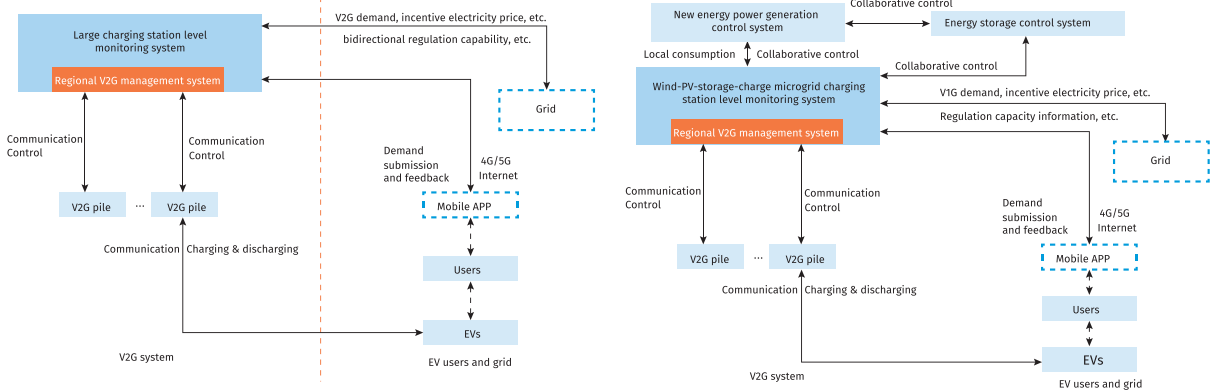 Large charging station level
monitoring system
Regional V2G management system
V2G demand, incentive electricity price, etc.
bidirectional regulation capability, etc.
Grid
Communication
Control
Communication
Control
Demand
submission
and feedback
4G/5G
Internet
V2G pile
...
V2G pile
Mobile APP
Communication
Charging & discharging
Users
EVs
V2G system
EV users and grid
New energy power generation
control system
Collaborative control
Energy storage control system
Local consumption
Collaborative control
Collaborative control
Wind-PV-storage-charge microgrid charging
station level monitoring system
Regional V2G management system
V1G demand, incentive electricity price, etc.
Regulation capacity information, etc.
Grid
Communication
Control
Communication
Control
Demand
submission
and feedback
4G/5G
Internet
V2G pile
...
V2G pile
Mobile APP
Communication
Charging & discharging
Users
EVs
V2G system
EV users and grid